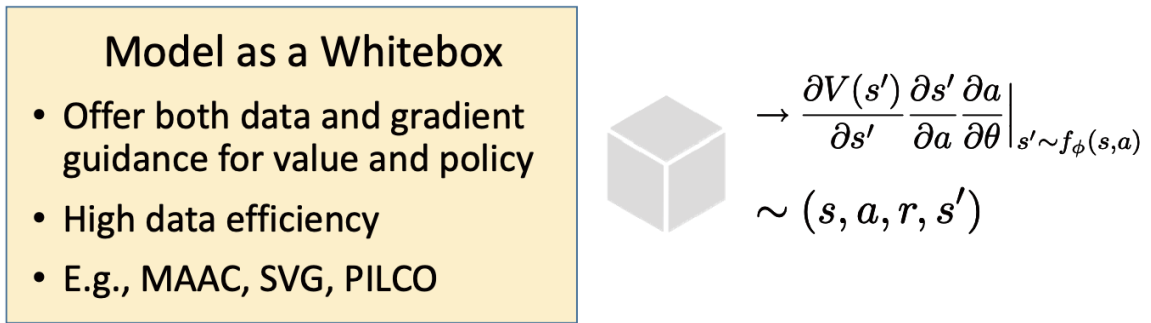 Model as a Whitebox
• Offer both data and gradient
guidance for value and policy
• High data efficiency
• E.g., MAAC, SVG, PILCO
→ ∂V(s′)/∂s′ ∂s′/∂a ∂a/∂θ |s′∼fϕ(s,a)
∼ (s, a, r, s′)